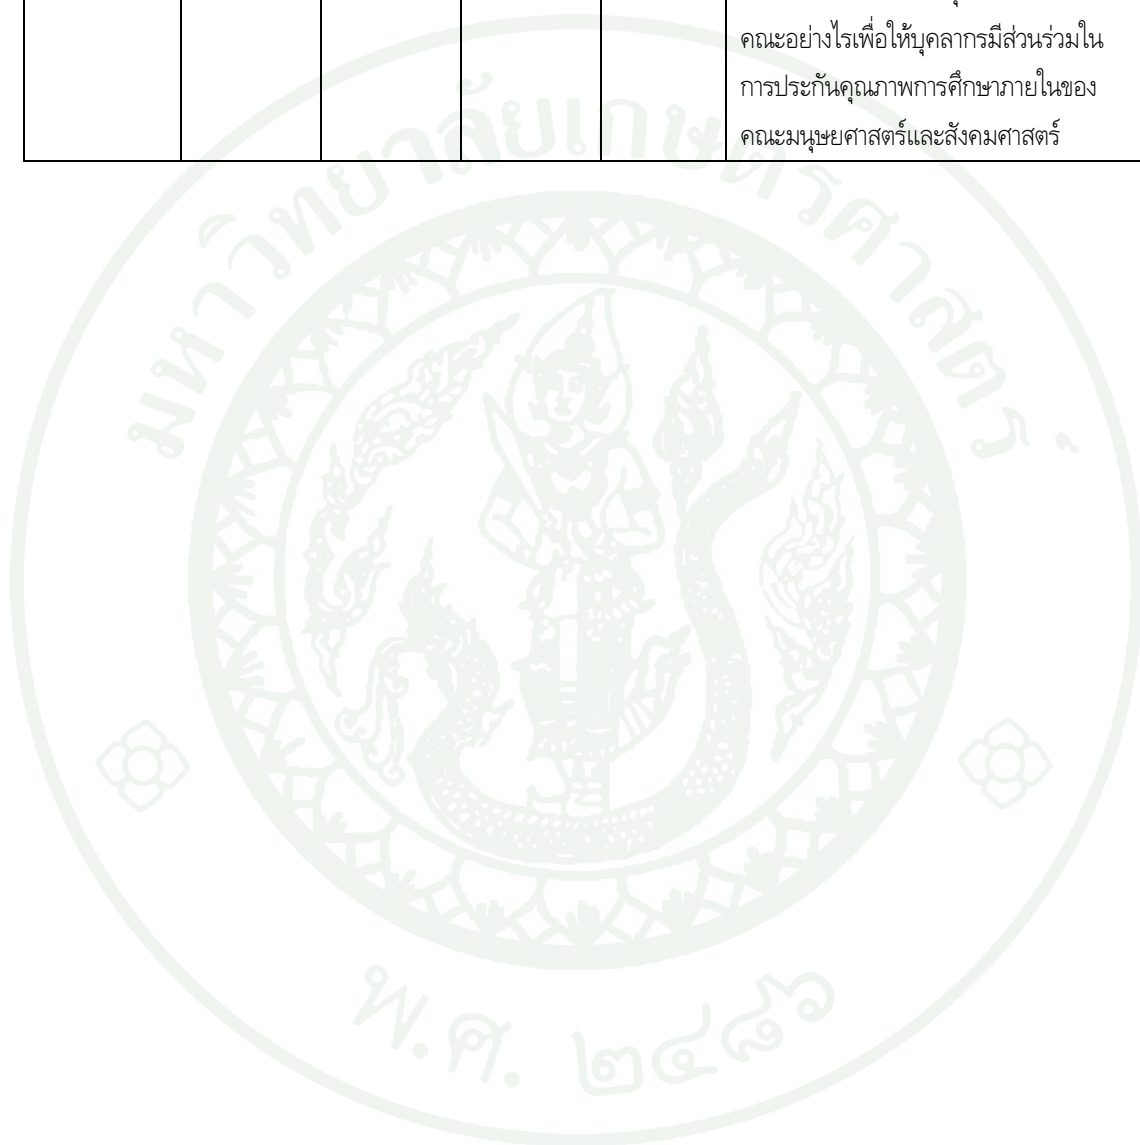 คณะอย่างไรเพื่อให้บุคลากรมีส่วนร่วมใน
การประกันคุณภาพการศึกษาภายในของ
คณะมนุษยศาสตร์และสังคมศาสตร์
มหาวิทยาลัยเกษตรศาสตร์
พ.ศ. ๒๔๘๖